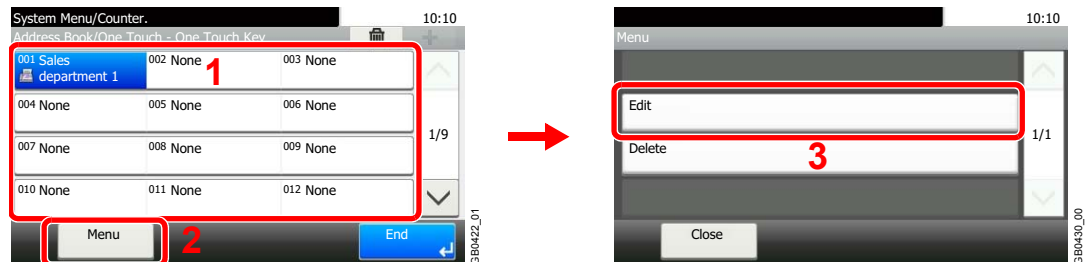 System Menu/Counter.
10:10
Address Book/One Touch - One Touch Key
001 Sales
department 1
002 None
003 None
1
004 None
005 None
006 None
1/9
007 None
008 None
009 None
010 None
011 None
012 None
Menu
2
End
GB0422_01
10:10
Menu
Edit
1/1
Delete
3
Close
GB0430_00